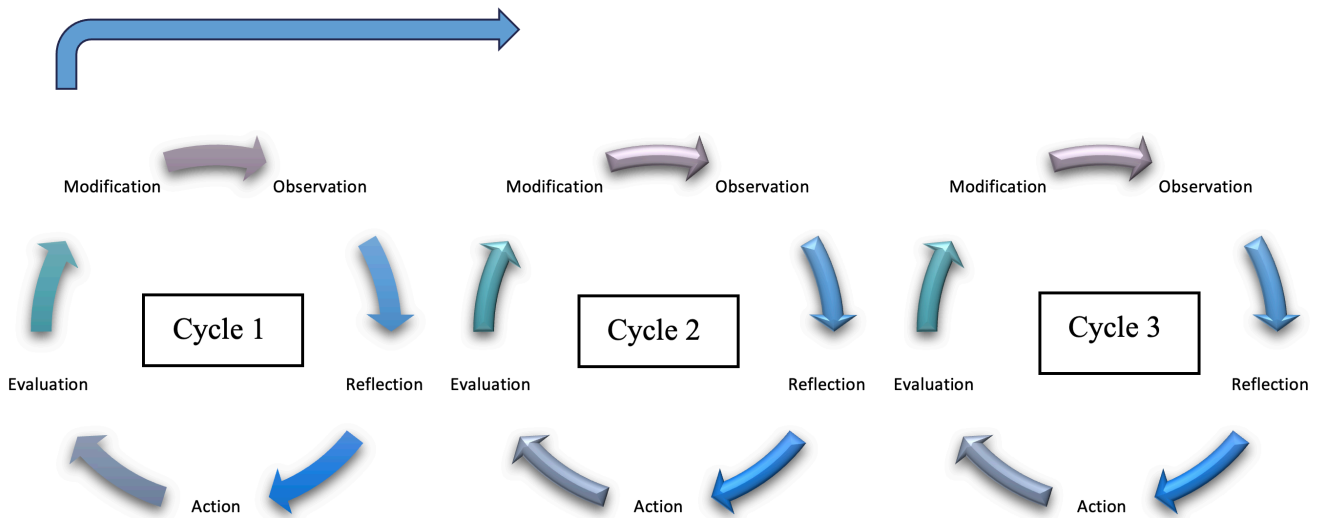 Modification
Observation
Cycle 1
Evaluation
Reflection
Action
Modification
Observation
Cycle 2
Evaluation
Reflection
Action
Modification
Observation
Cycle 3
Evaluation
Reflection
Action